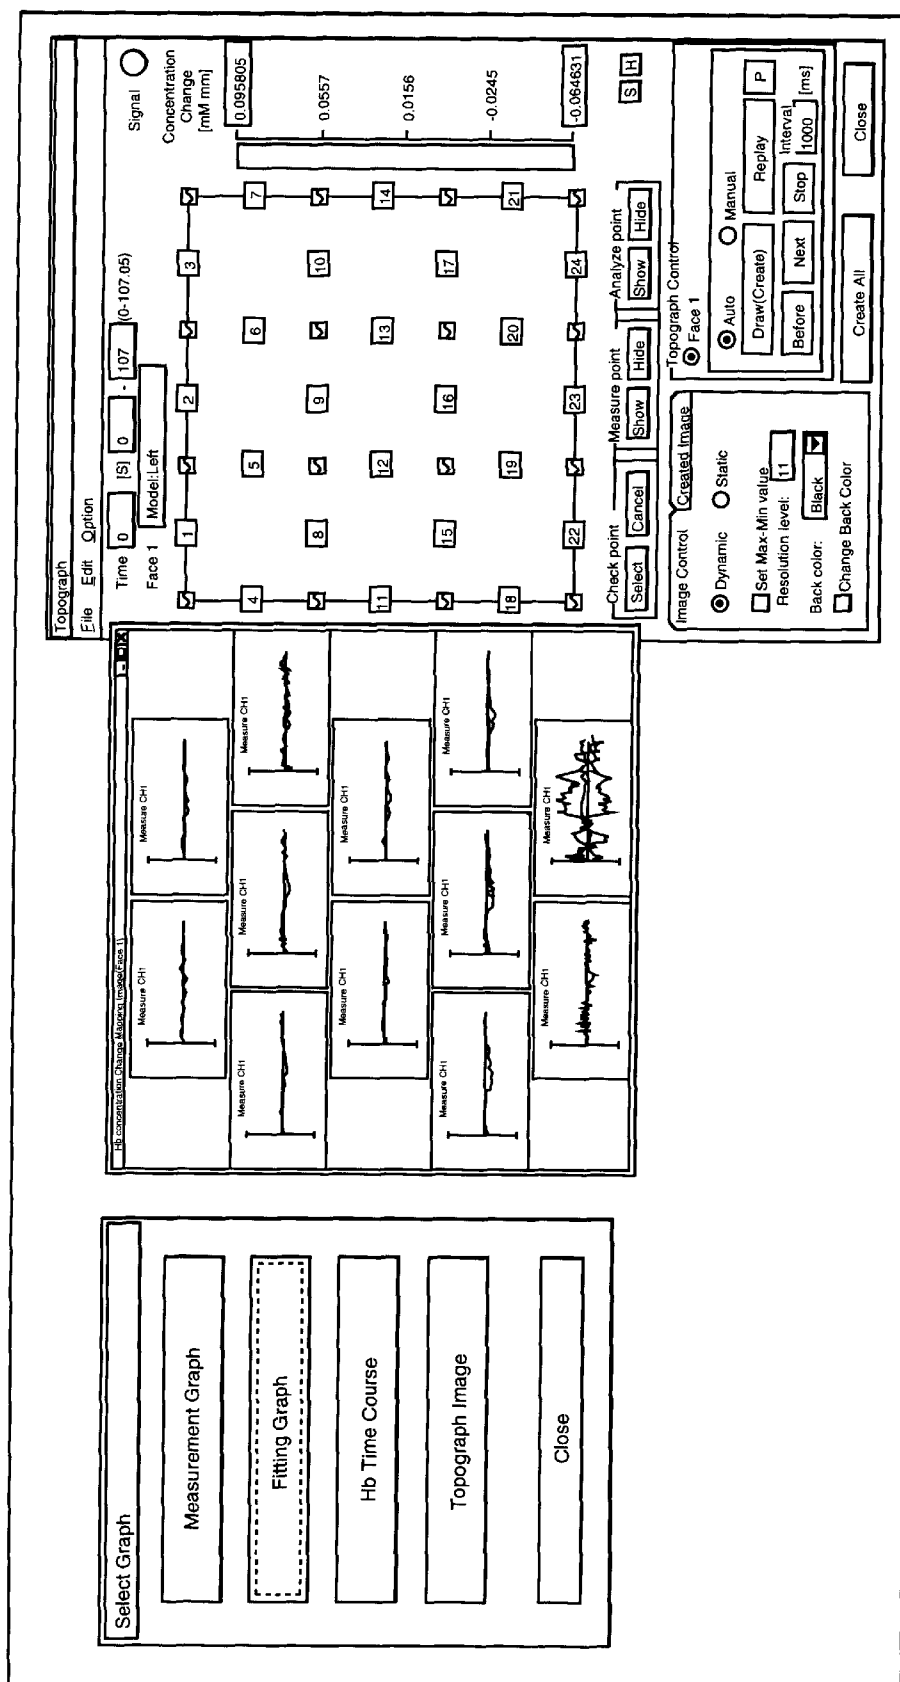 Select Graph
Measurement Graph
Fitting Graph
Hb Time Course
Topograph Image
Close
Hb concentration Change Mapping Image(Face 1)
Measure CH1
Measure CH1
Measure CH1
Measure CH1
Measure CH1
Measure CH1
Measure CH1
Measure CH1
Measure CH1
Measure CH1
Measure CH1
Measure CH1
Topograph
File Edit Option
Time 0 [S] 0 - 107 (0-107.05)
Face 1 Model:Left
Signal
Concentration
Change
[mM mm]
0.095805
0.0557
0.0156
-0.0245
-0.064631
1 2 3
4 5 6 7
8 9 10
11 12 13 14
15 16 17
18 19 20 21
22 23 24
S H
Check point Measure point Analyze point
Select Cancel Show Hide Show Hide
Image Control Created Image
Dynamic Static
Set Max-Min value
Resolution level: 11
Back color: Black
Change Back Color
Topograph Control
Face 1
Auto Manual
Draw(Create) Replay P
Before Next Stop Interval 1000 [ms]
Create All Close